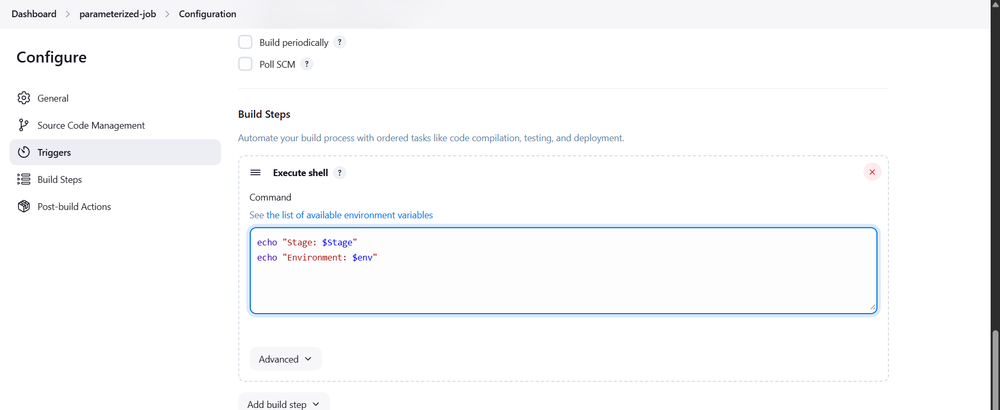 Dashboard > parameterized-job > Configuration
Configure
General
Source Code Management
Triggers
Build Steps
Post-build Actions
Build periodically ?
Poll SCM ?
Build Steps
Automate your build process with ordered tasks like code compilation, testing, and deployment.
Execute shell ?
Command
See the list of available environment variables
echo "Stage: $Stage"
echo "Environment: $env"
Advanced
Add build step